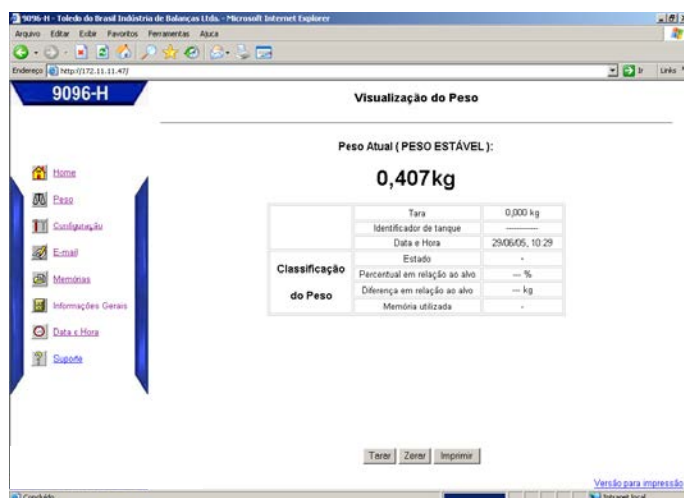 9096-H - Toledo do Brasil Indústria de Balanças Ltda. - Microsoft Internet Explorer
Arquivo Editar Exibir Favoritos Ferramentas Ajuda
Endereço http://172.11.11.47/ Ir Links
9096-H
Visualização do Peso
Peso Atual ( PESO ESTÁVEL ):
0,407kg
Home
Peso
Configuração
E-mail
Memórias
Informações Gerais
Data e Hora
Suporte
Tara 0,000 kg
Identificador de tanque ----------
Data e Hora 29/06/05, 10:29
Classificação do Peso
Estado -
Percentual em relação ao alvo --- %
Diferença em relação ao alvo --- kg
Memória utilizada -
Tarar Zerar Imprimir
Versão para impressão
Concluído Intranet local